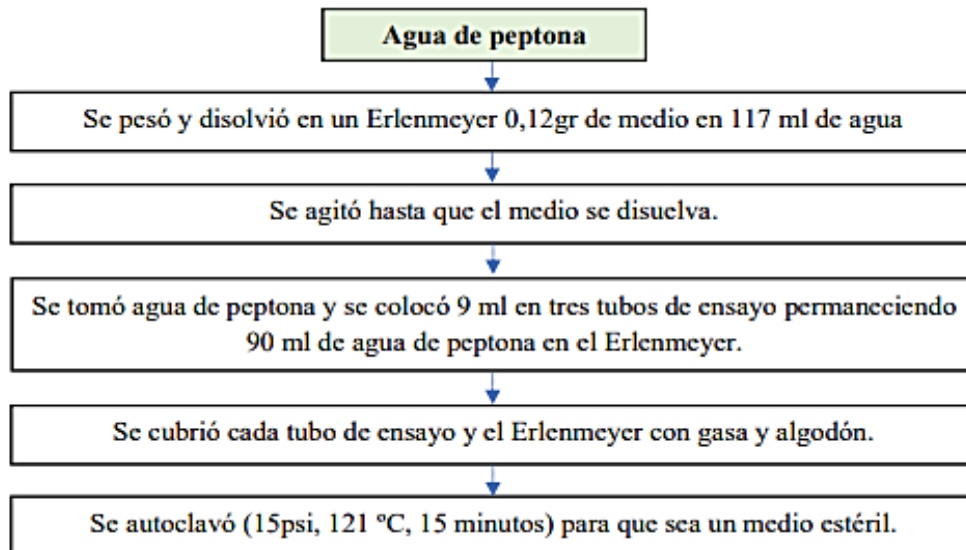 Agua de peptona
Se pesó y disolvió en un Erlenmeyer 0,12gr de medio en 117 ml de agua
Se agitó hasta que el medio se disuelva.
Se tomó agua de peptona y se colocó 9 ml en tres tubos de ensayo permaneciendo
90 ml de agua de peptona en el Erlenmeyer.
Se cubrió cada tubo de ensayo y el Erlenmeyer con gasa y algodón.
Se autoclavó (15psi, 121 ºC, 15 minutos) para que sea un medio estéril.